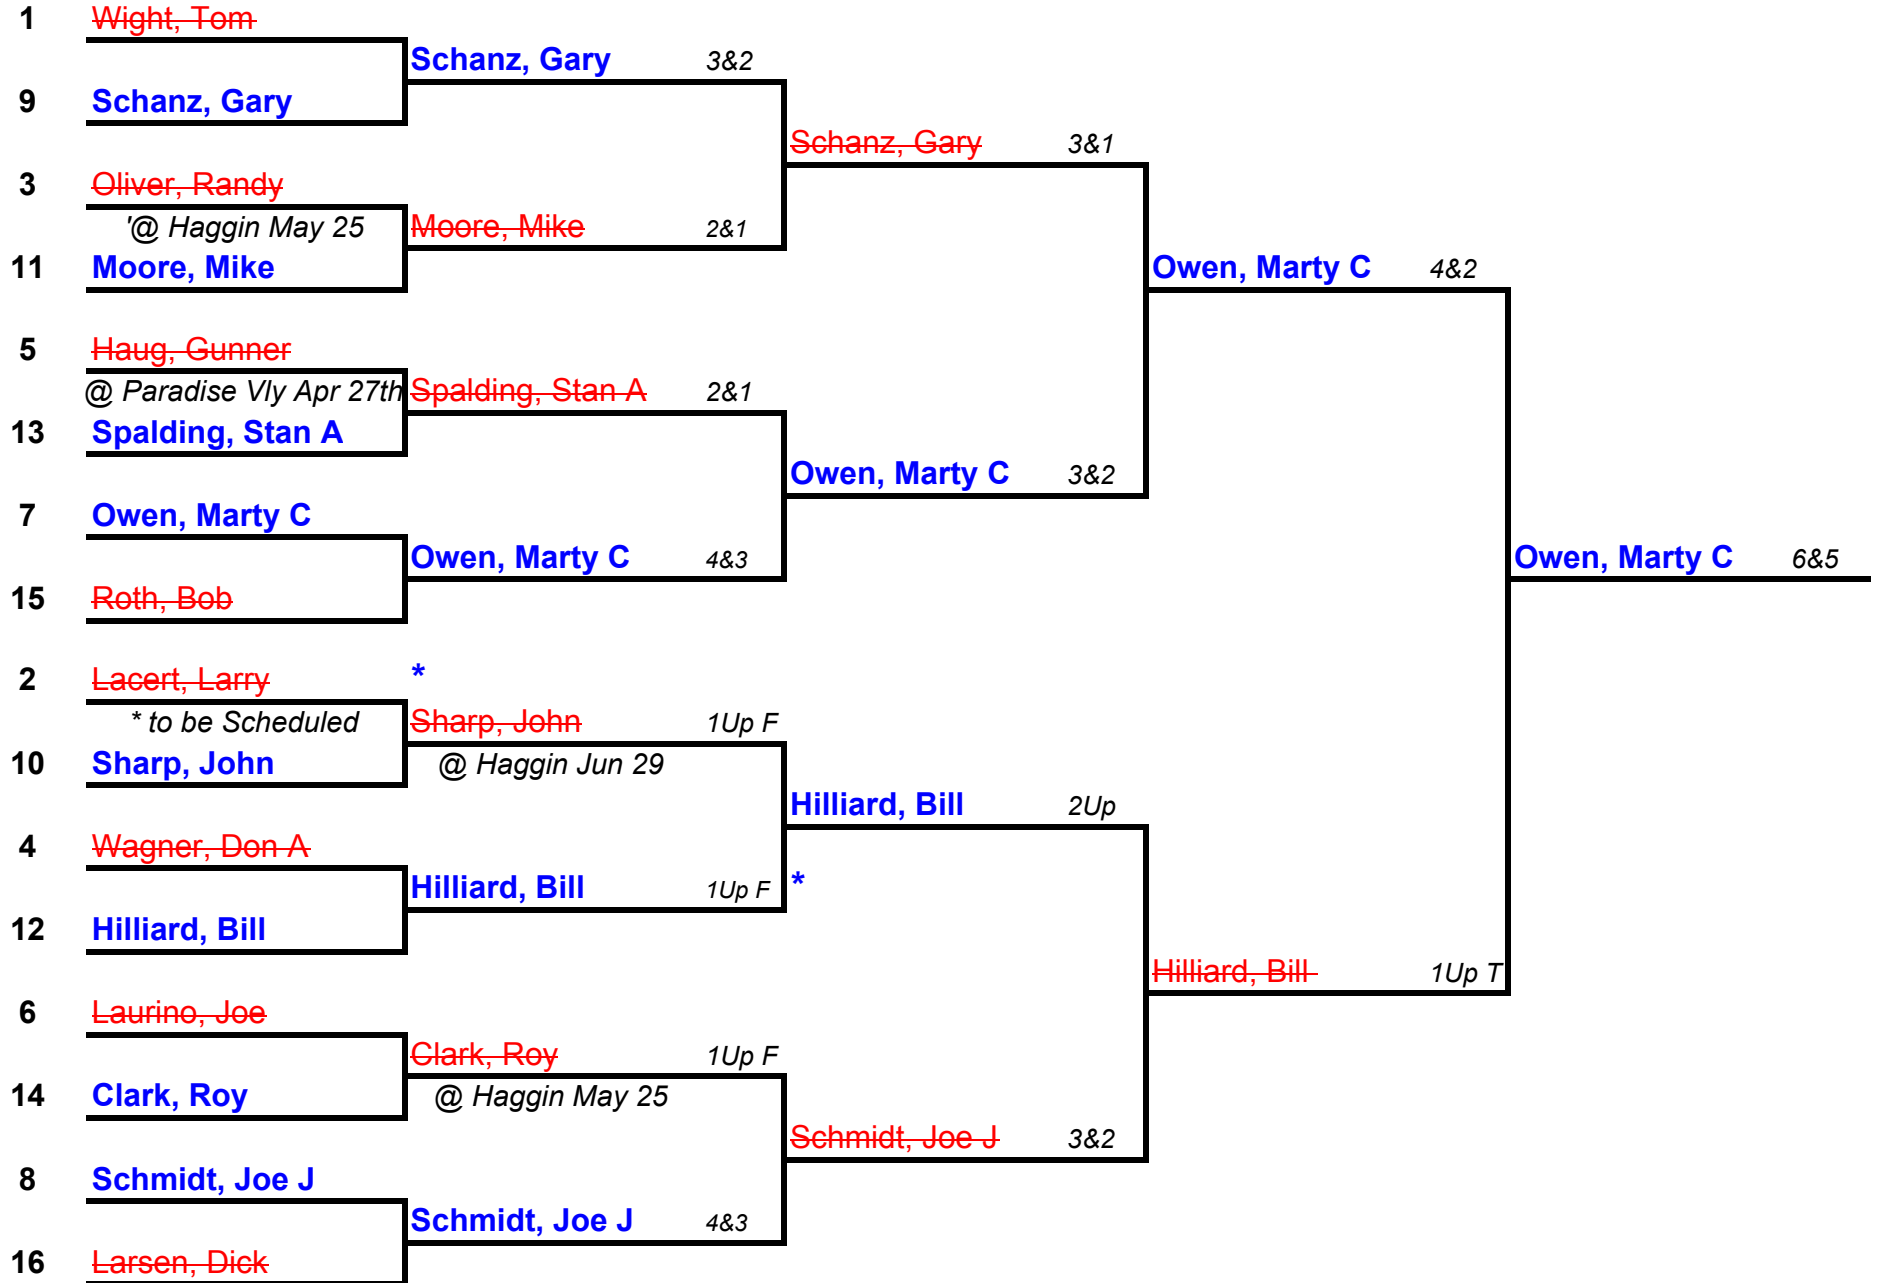 1 Wight, Tom
Schanz, Gary 3&2
9 Schanz, Gary
Schanz, Gary 3&1
3 Oliver, Randy
'@ Haggin May 25 Moore, Mike 2&1
11 Moore, Mike Owen, Marty C 4&2
5 Haug, Gunner
@ Paradise Vly Apr 27th Spalding, Stan A 2&1
13 Spalding, Stan A
Owen, Marty C 3&2
7 Owen, Marty C
Owen, Marty C 4&3 Owen, Marty C 6&5
15 Roth, Bob
2 Lacert, Larry *
* to be Scheduled Sharp, John 1Up F
10 Sharp, John @ Haggin Jun 29
Hilliard, Bill 2Up
4 Wagner, Don A
Hilliard, Bill 1Up F *
12 Hilliard, Bill
Hilliard, Bill 1Up T
6 Laurino, Joe
Clark, Roy 1Up F
14 Clark, Roy @ Haggin May 25
Schmidt, Joe J 3&2
8 Schmidt, Joe J
Schmidt, Joe J 4&3
16 Larsen, Dick